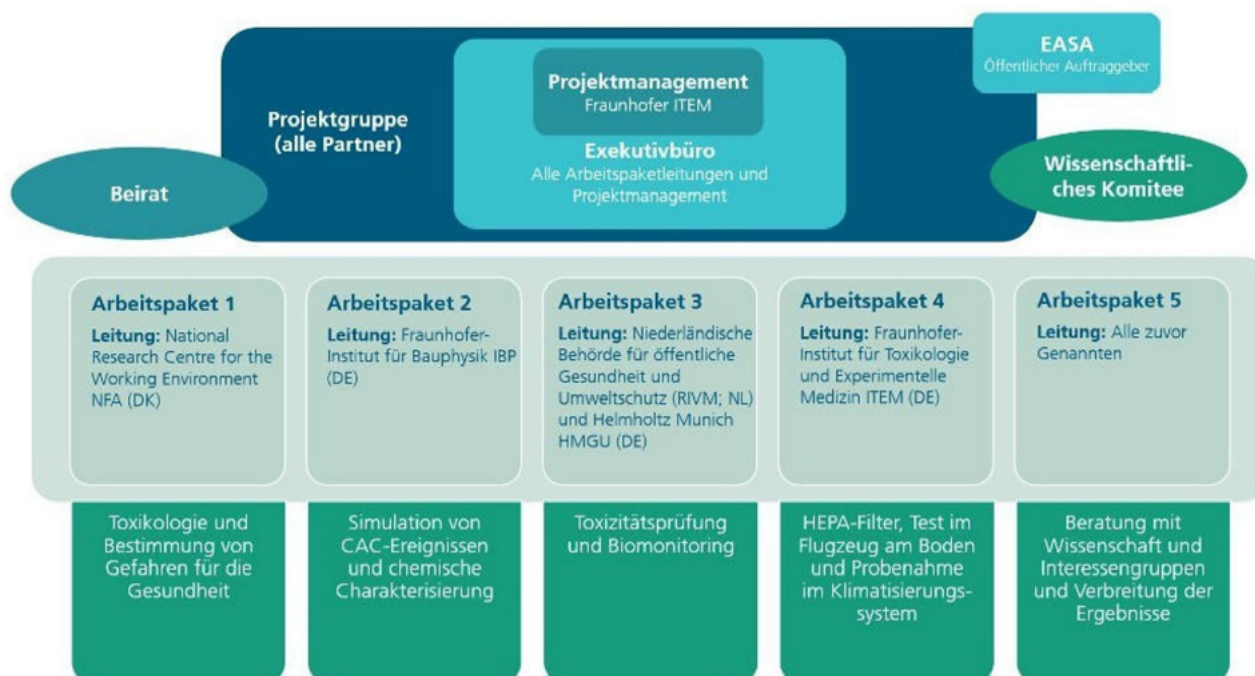 EASA
Öffentlicher Auftraggeber
Projektmanagement
Fraunhofer ITEM
Projektgruppe
(alle Partner)
Exekutivbüro
Alle Arbeitspaketleitungen und
Projektmanagement
Beirat
Wissenschaftli-
ches Komitee
Arbeitspaket 1
Leitung: National
Research Centre for the
Working Environment
NFA (DK)
Arbeitspaket 2
Leitung: Fraunhofer-
Institut für Bauphysik IBP
(DE)
Arbeitspaket 3
Leitung: Niederländische
Behörde für öffentliche
Gesundheit und
Umweltschutz (RIVM; NL)
und Helmholtz Munich
HMGU (DE)
Arbeitspaket 4
Leitung: Fraunhofer-
Institut für Toxikologie
und Experimentelle
Medizin ITEM (DE)
Arbeitspaket 5
Leitung: Alle zuvor
Genannten
Toxikologie und
Bestimmung von
Gefahren für die
Gesundheit
Simulation von
CAC-Ereignissen
und chemische
Charakterisierung
Toxizitätsprüfung
und Biomonitoring
HEPA-Filter, Test im
Flugzeug am Boden
und Probenahme
im Klimatisierungs-
system
Beratung mit
Wissenschaft und
Interessengruppen
und Verbreitung der
Ergebnisse